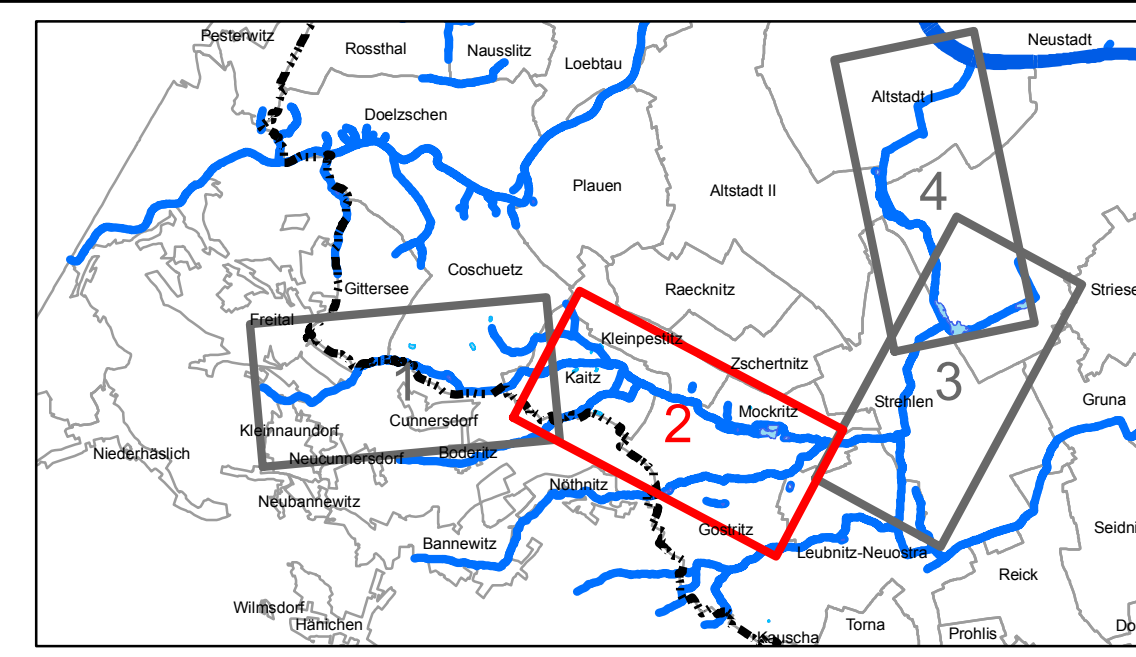 Pesterwitz
Rossthal
Nausslitz
Loebtau
Neustadt
Altstadt I
Doelzschen
Plauen
Altstadt II
4
Coschuetz
Gittersee
Raecknitz
Striese
Freital
Kleinpestitz
Zschertnitz
1
Kaitz
3
Strehlen
Gruna
Cunnersdorf
2
Mockritz
Kleinnaundorf
Niederhäslich
Neucunnersdorf
Boderitz
Nöthnitz
Neubannewitz
Gostritz
Seidni
Bannewitz
Leubnitz-Neuostra
Reick
Wilmsdorf
Hänichen
Torna
Prohlis
Do
Kauscha